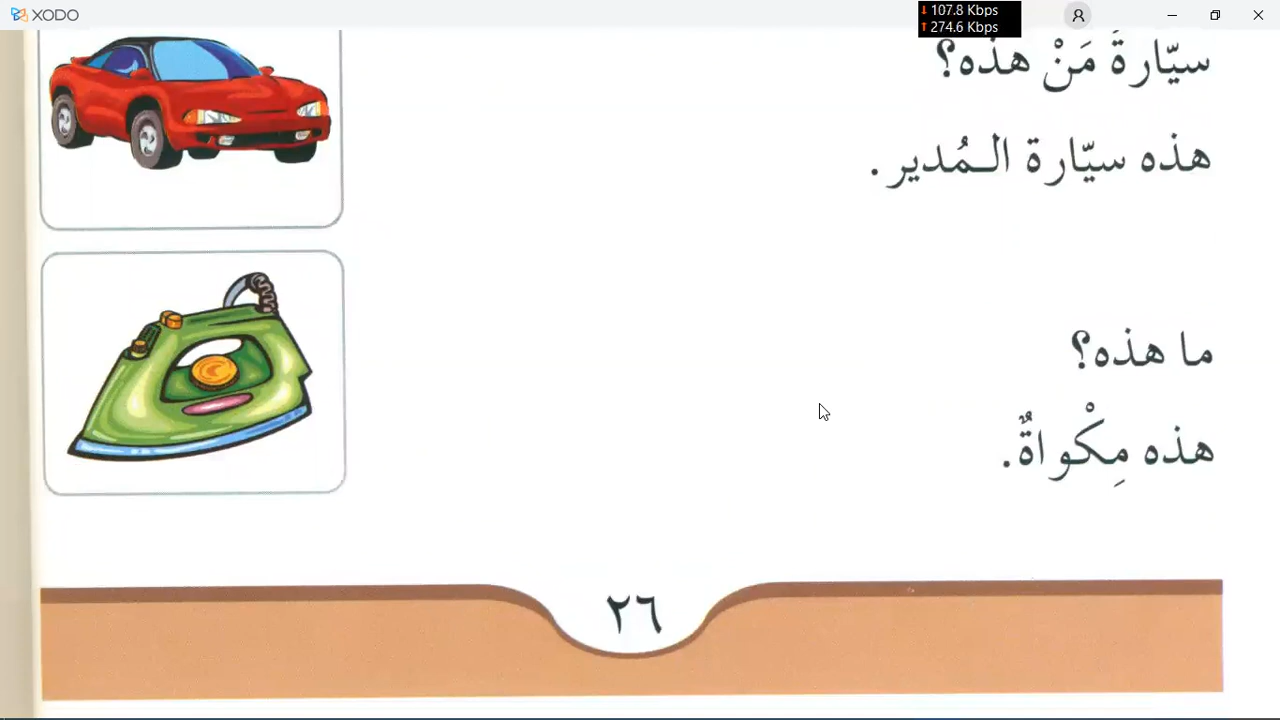 XODO
↓ 107.8 Kbps
↑ 274.6 Kbps
سيّارةُ مَنْ هذه؟
هذه سيّارة الـمُدير .
ما هذه؟
هذه مِكْواةٌ.
٢٦